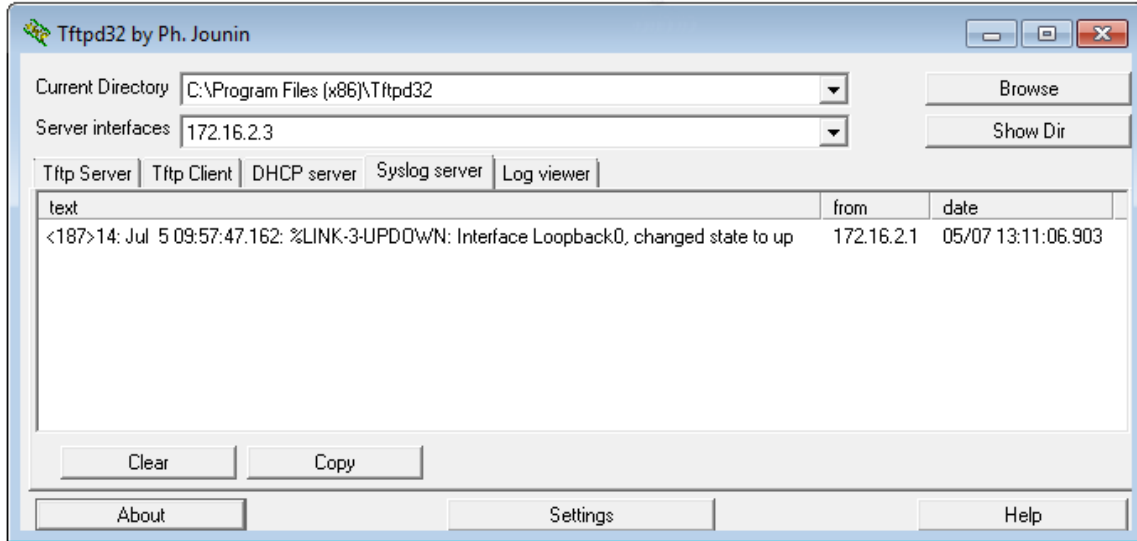 Tftpd32 by Ph. Jounin
Current Directory C:\Program Files (x86)\Tftpd32 Browse
Server interfaces 172.16.2.3 Show Dir
Tftp Server Tftp Client DHCP server Syslog server Log viewer
text from date
<187>14: Jul  5 09:57:47.162: %LINK-3-UPDOWN: Interface Loopback0, changed state to up 172.16.2.1 05/07 13:11:06.903
Clear Copy
About Settings Help